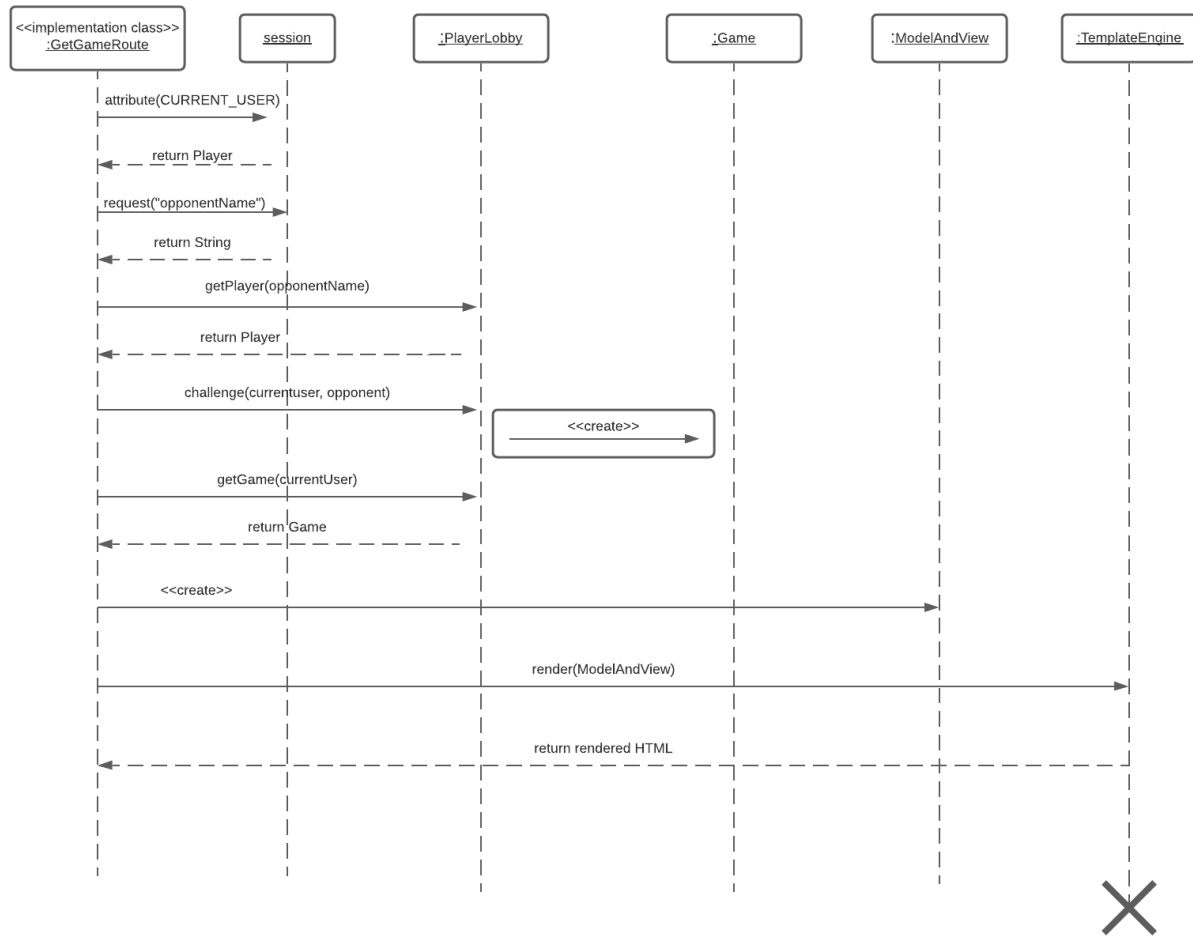 <<implementation class>>
:GetGameRoute
session
:PlayerLobby
:Game
:ModelAndView
:TemplateEngine
attribute(CURRENT_USER)
return Player
request("opponentName")
return String
getPlayer(opponentName)
return Player
challenge(currentuser, opponent)
<<create>>
getGame(currentUser)
return Game
<<create>>
render(ModelAndView)
return rendered HTML